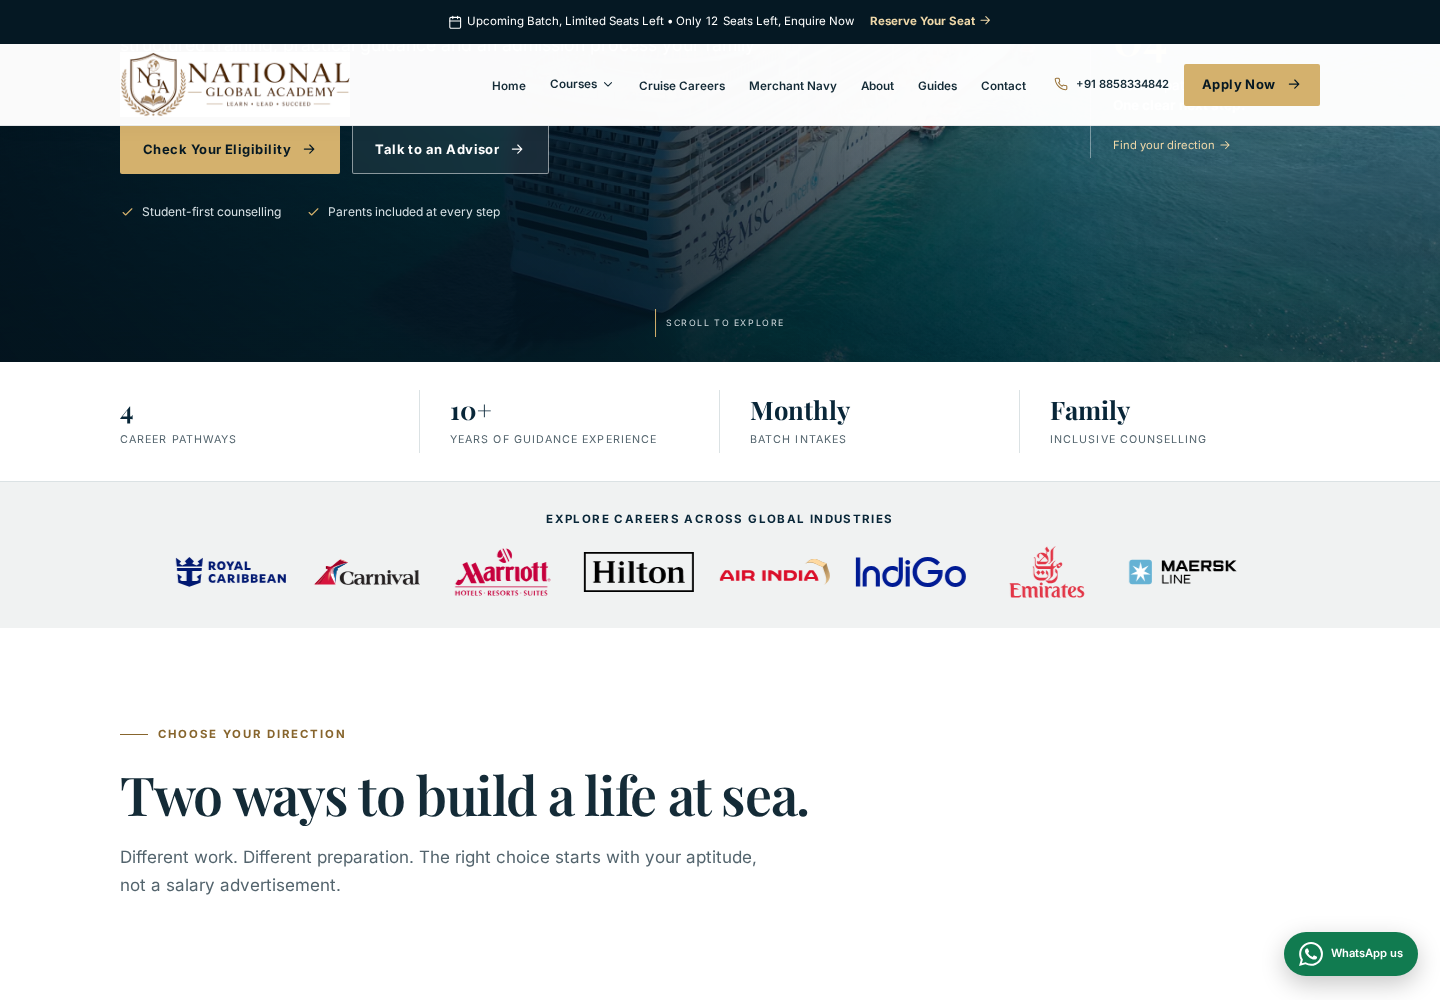 Upcoming Batch, Limited Seats Left • Only 12 Seats Left, Enquire Now Reserve Your Seat →
NGA
NATIONAL
GLOBAL ACADEMY
LEARN • LEAD • SUCCEED
Home Courses Cruise Careers Merchant Navy About Guides Contact +91 8858334842 Apply Now →
Check Your Eligibility → Talk to an Advisor →
Find your direction →
Student-first counselling Parents included at every step
MSC
unicef
SCROLL TO EXPLORE
4
CAREER PATHWAYS
10+
YEARS OF GUIDANCE EXPERIENCE
Monthly
BATCH INTAKES
Family
INCLUSIVE COUNSELLING
EXPLORE CAREERS ACROSS GLOBAL INDUSTRIES
ROYAL
CARIBBEAN
Carnival
Marriott
HOTELS · RESORTS · SUITES
Hilton
AIR INDIA
IndiGo
Emirates
MAERSK
LINE
CHOOSE YOUR DIRECTION
Two ways to build a life at sea.
Different work. Different preparation. The right choice starts with your aptitude,
not a salary advertisement.
WhatsApp us